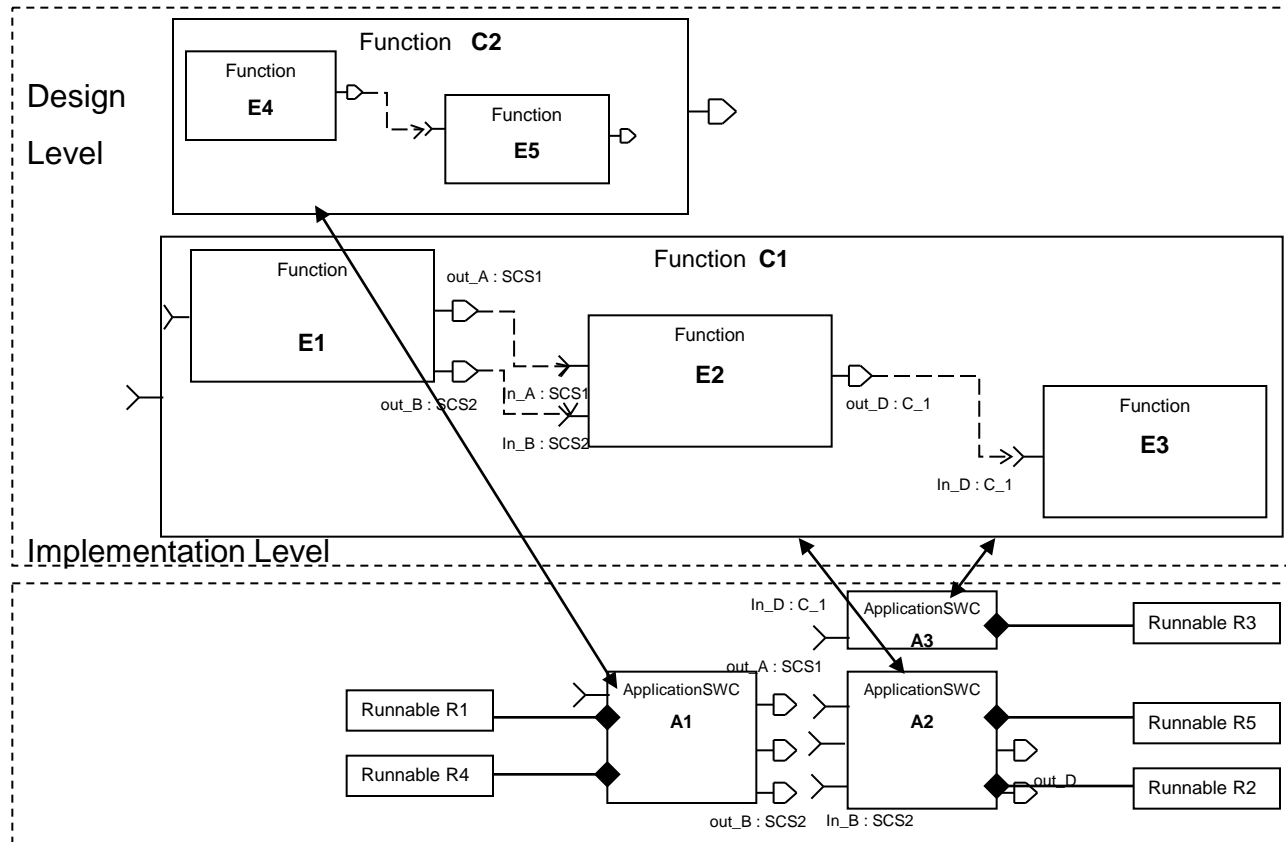 Function C2
Function
E4
Design
Level
Function
E5
Function C1
Function
E1
out_A : SCS1
out_B : SCS2
In_A : SCS1
In_B : SCS2
Function
E2
out_D : C_1
In_D : C_1
Function
E3
Implementation Level
In_D : C_1
ApplicationSWC
A3
Runnable R3
out_A : SCS1
Runnable R1
Runnable R4
ApplicationSWC
A1
out_B : SCS2
ApplicationSWC
A2
In_B : SCS2
out_D
Runnable R5
Runnable R2